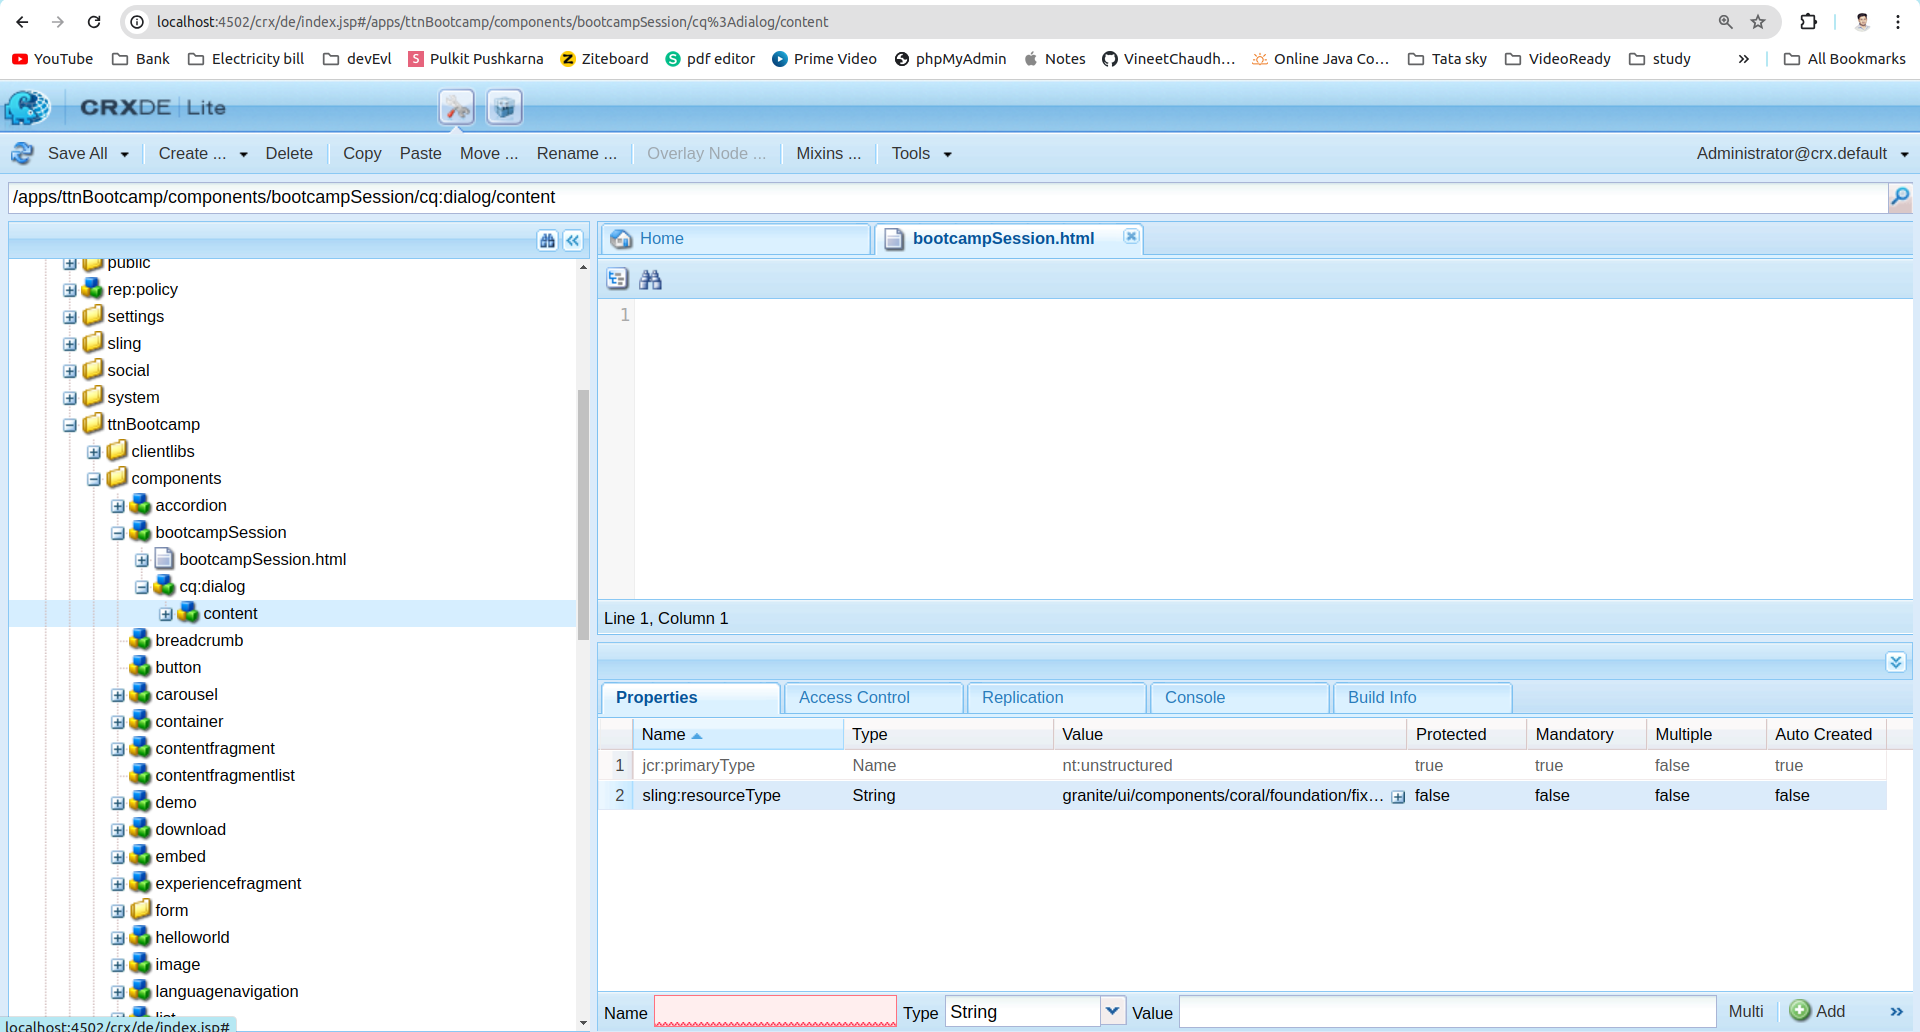 localhost:4502/crx/de/index.jsp#/apps/ttnBootcamp/components/bootcampSession/cq%3Adialog/content
YouTube Bank Electricity bill devEvl Pulkit Pushkarna Ziteboard pdf editor Prime Video phpMyAdmin Notes VineetChaudh... Online Java Co... Tata sky VideoReady study » All Bookmarks
CRXDE Lite
Save All Create ... Delete Copy Paste Move ... Rename ... Overlay Node ... Mixins ... Tools Administrator@crx.default
/apps/ttnBootcamp/components/bootcampSession/cq:dialog/content
Home bootcampSession.html
public
rep:policy
settings
sling
social
system
ttnBootcamp
clientlibs
components
accordion
bootcampSession
bootcampSession.html
cq:dialog
content
breadcrumb
button
carousel
container
contentfragment
contentfragmentlist
demo
download
embed
experiencefragment
form
helloworld
image
languagenavigation
list
localhost:4502/crx/de/index.jsp#
1
Line 1, Column 1
Properties Access Control Replication Console Build Info
Name Type Value Protected Mandatory Multiple Auto Created
1 jcr:primaryType Name nt:unstructured true true false true
2 sling:resourceType String granite/ui/components/coral/foundation/fix... false false false false
Name Type String Value Multi Add »